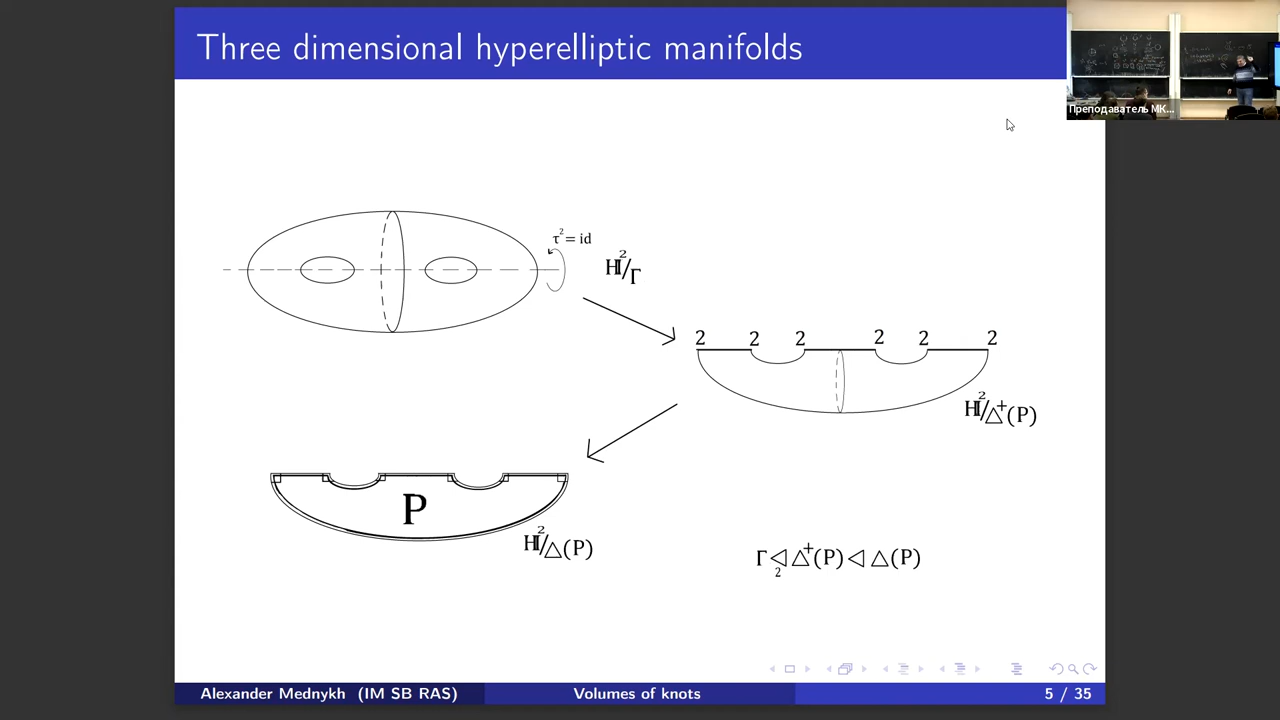 Three dimensional hyperelliptic manifolds
Преподаватель МК...
τ² = id
ℍ²/Γ
2 2 2 2 2 2
ℍ²/△⁺(P)
P
ℍ²/△(P)
Γ ◁₂ △⁺(P) ◁ △(P)
Alexander Mednykh (IM SB RAS) Volumes of knots 5 / 35